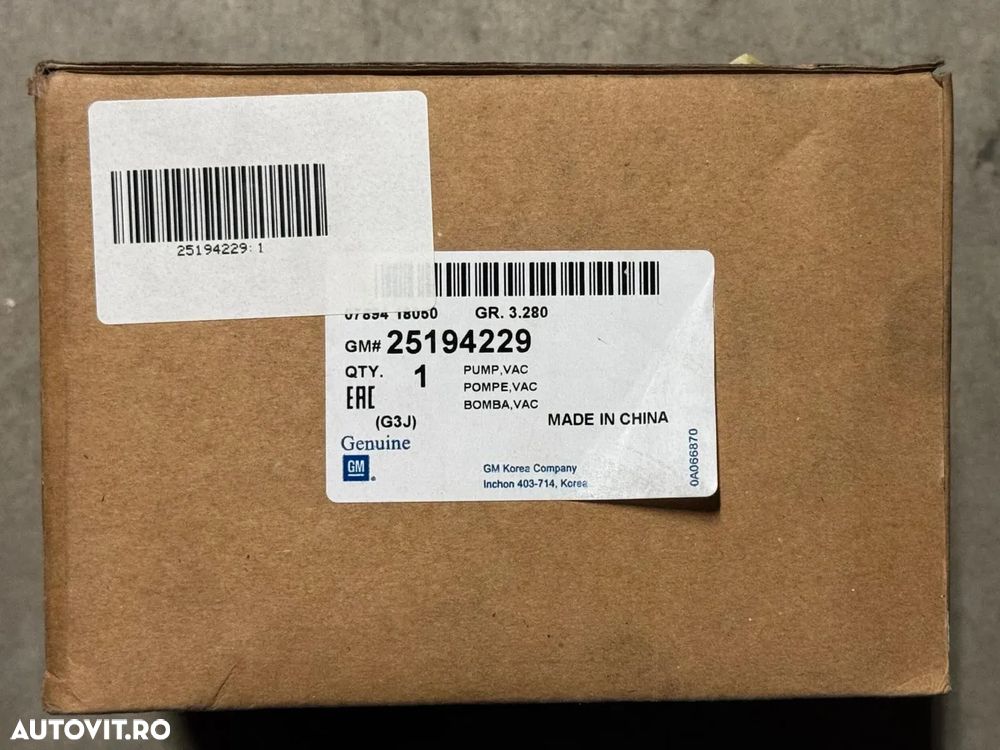 25194229:1
07894 18050 GR. 3.280
GM# 25194229
QTY. 1 PUMP,VAC
POMPE,VAC
EAC BOMBA,VAC
(G3J) MADE IN CHINA
Genuine
GM
GM Korea Company
Inchon 403-714, Korea
0A066870
AUTOVIT.RO